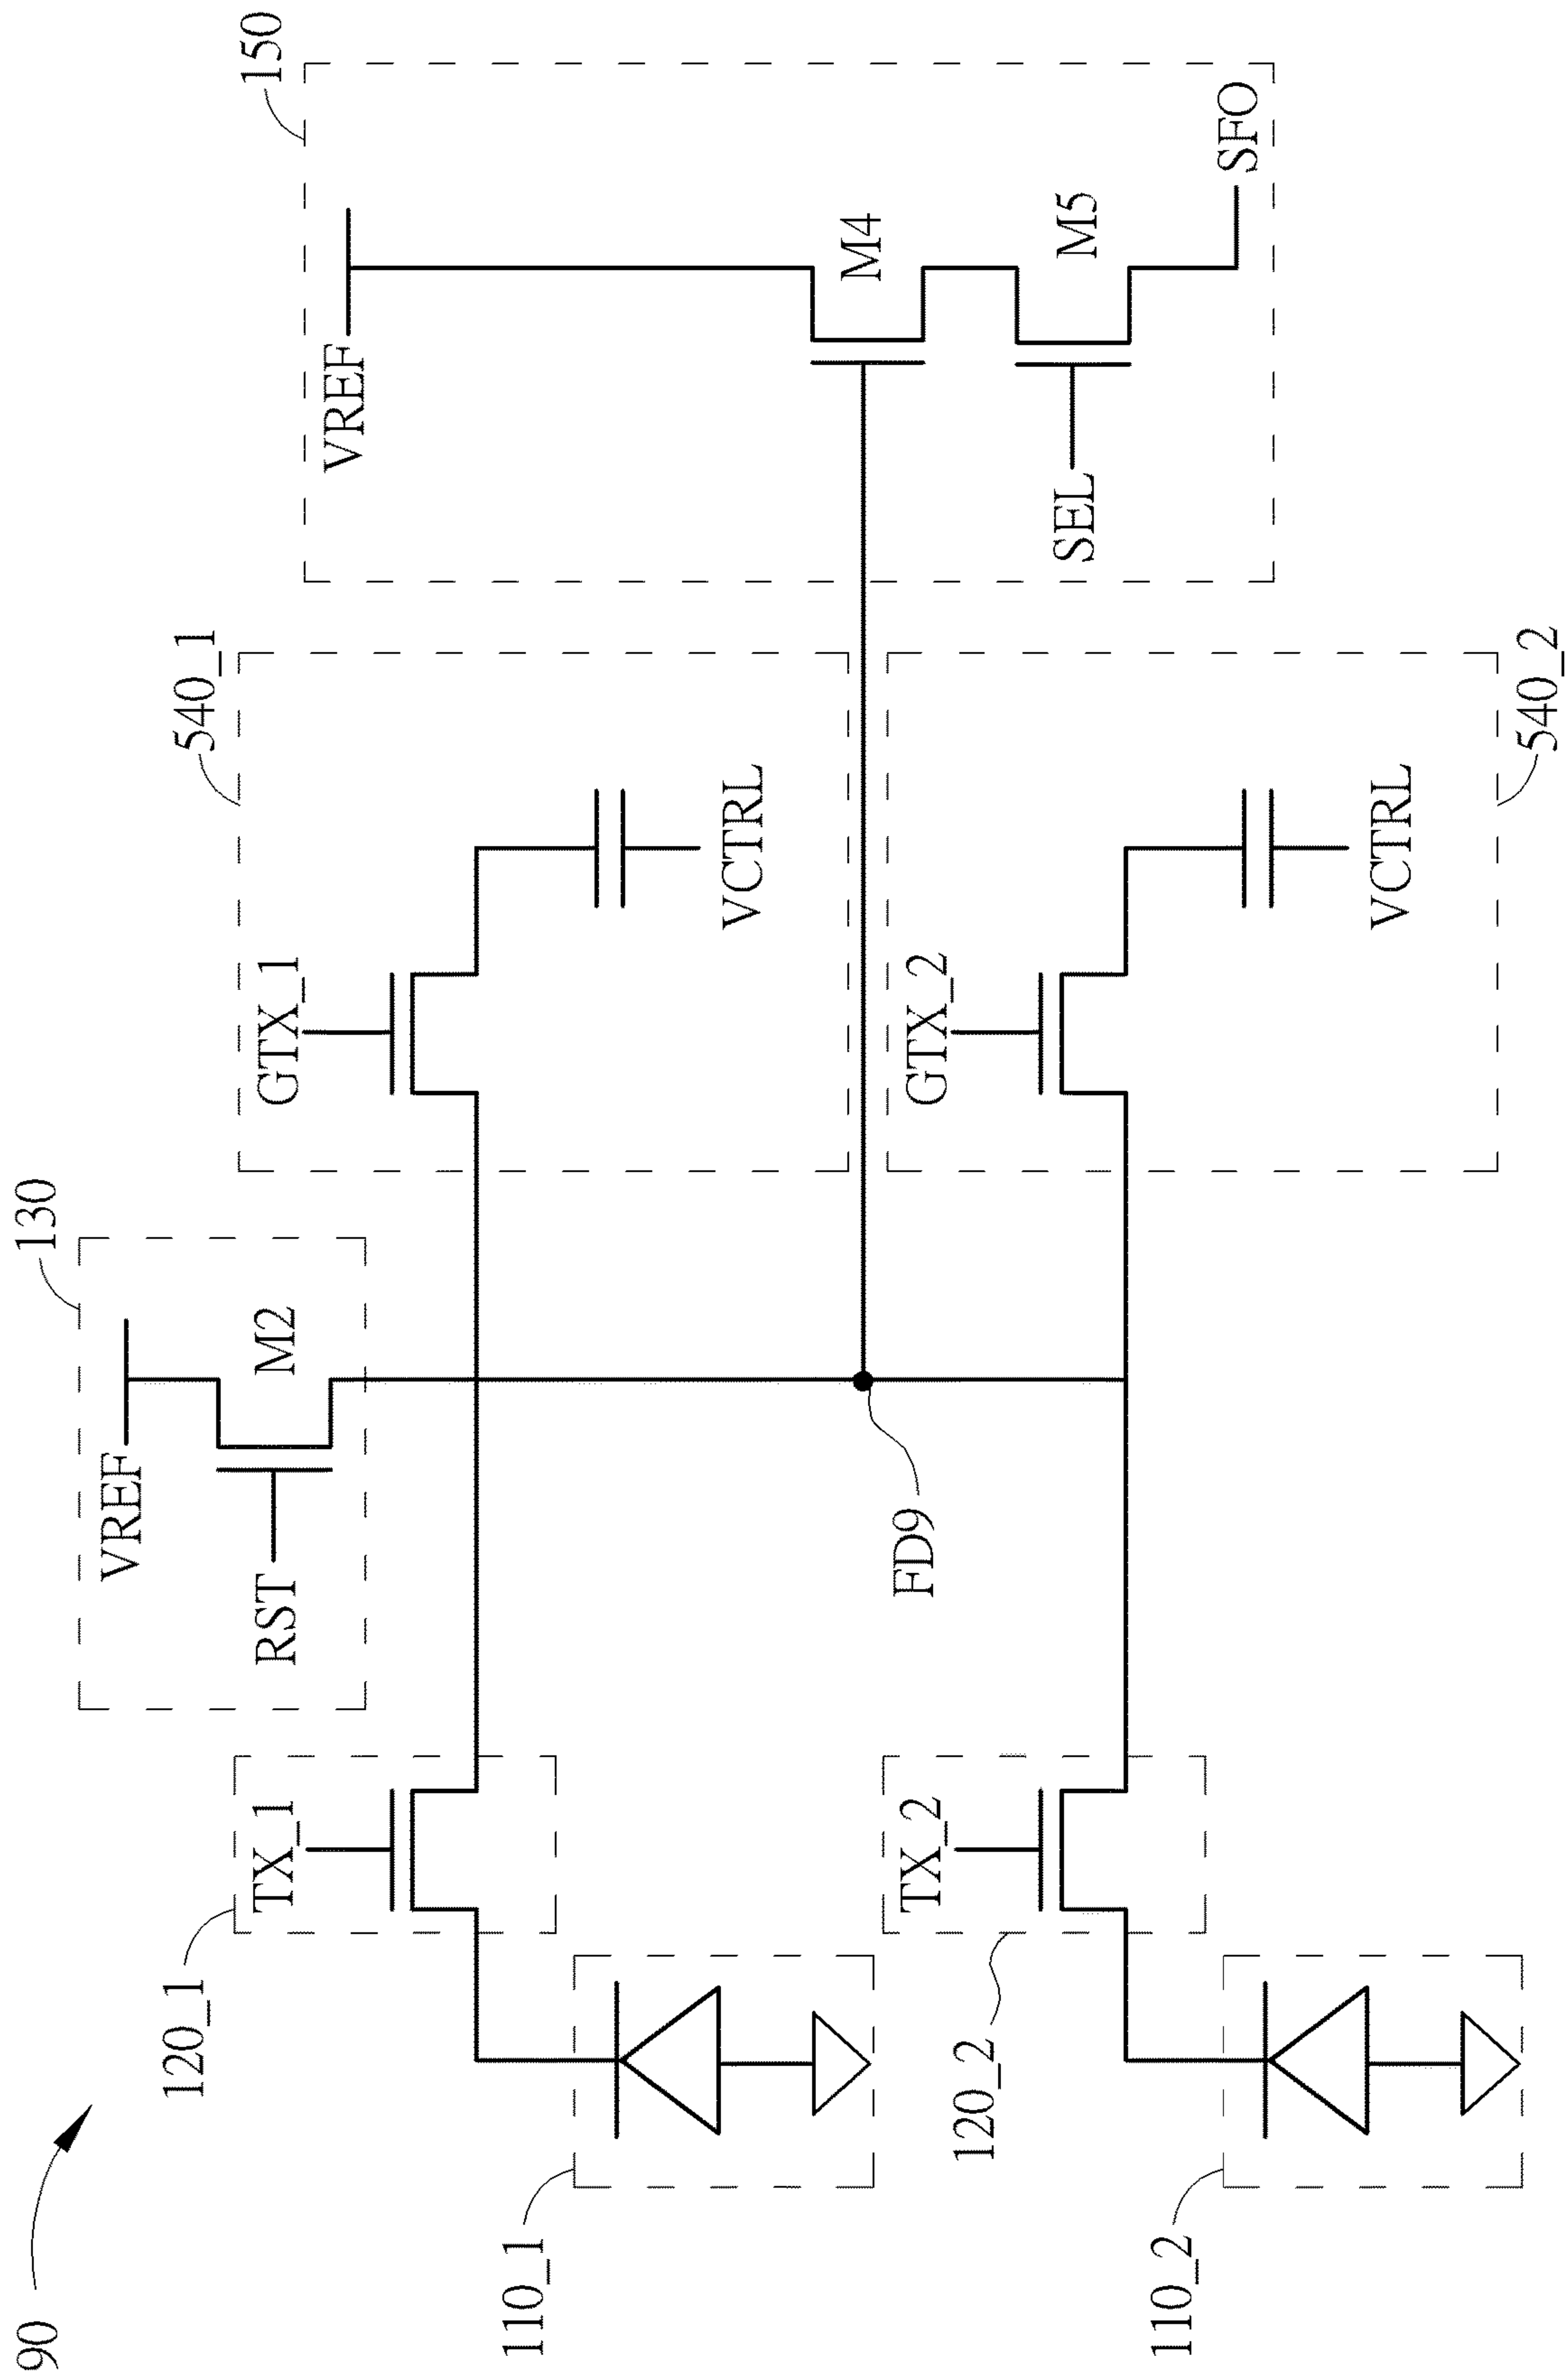 90
130
VREF
M2
RST
150
VREF
M4
M5
SEL
SFO
540_1
GTX_1
VCTRL
120_1
TX_1
110_1
FD9
540_2
GTX_2
VCTRL
120_2
TX_2
110_2